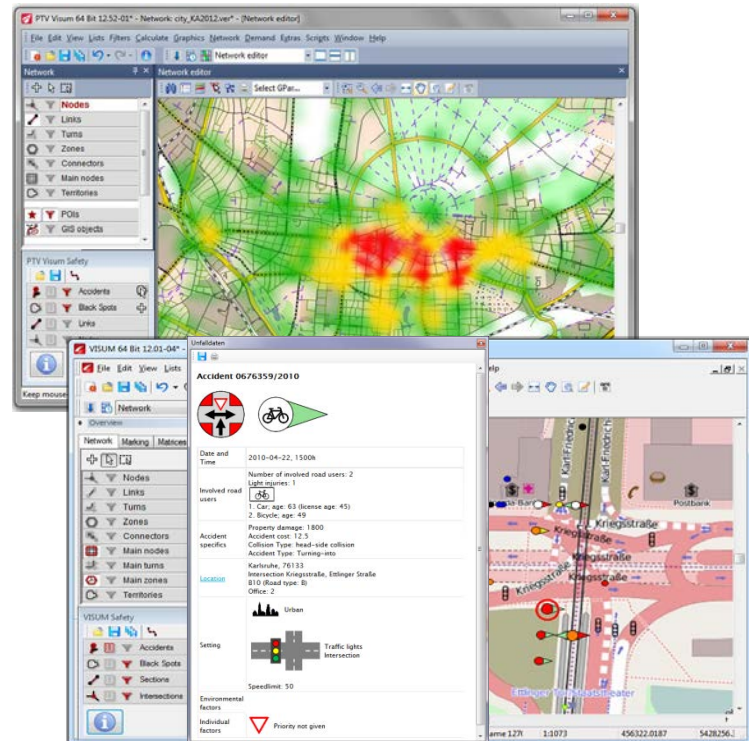 PTV Visum 64 Bit 12.52-01* - Network: city_KA2012.ver* - [Network editor]
File Edit View Lists Filters Calculate Graphics Network Demand Extras Scripts Window Help
Network editor
Network
Network editor
Select GPar...
Nodes
Links
Turns
Zones
Connectors
Main nodes
Territories
POIs
GIS objects
PTV Visum Safety
Accidents
Black Spots
Links
Keep mouse
VISUM 64 Bit 12.01-04* -
File Edit View Lists
Network
Overview
Network Marking Matrices
Nodes
Links
Turns
Zones
Connectors
Main nodes
Main turns
Main zones
Territories
VISUM Safety
Accidents
Black Spots
Sections
Intersections
Unfalldaten
Accident 0676359/2010
Date and
Time
2010-04-22, 1500h
Involved road
users
Number of involved road users: 2
Light injuries: 1
1. Car; age: 63 (license age: 45)
2. Bicycle; age: 49
Accident
specifics
Property damage: 1800
Accident cost: 12.5
Collision Type: head-side collision
Accident Type: Turning-into
Location
Karlsruhe, 76133
Intersection Kriegsstraße, Ettlinger Straße
B10 (Road type: B)
Office: 2
Setting
Urban
Traffic lights
Intersection
Speedlimit: 50
Environmental
factors
Individual
factors
Priority not given
elp
Karl-Friedric
Karl-Friedrich
Postbank
Kriegsstraße
Kriegsstraße
Kriegsstraße
Kriegsstraße
Ettlinger Tor/Staatstheater
1:1073
456322.0187
5428256.